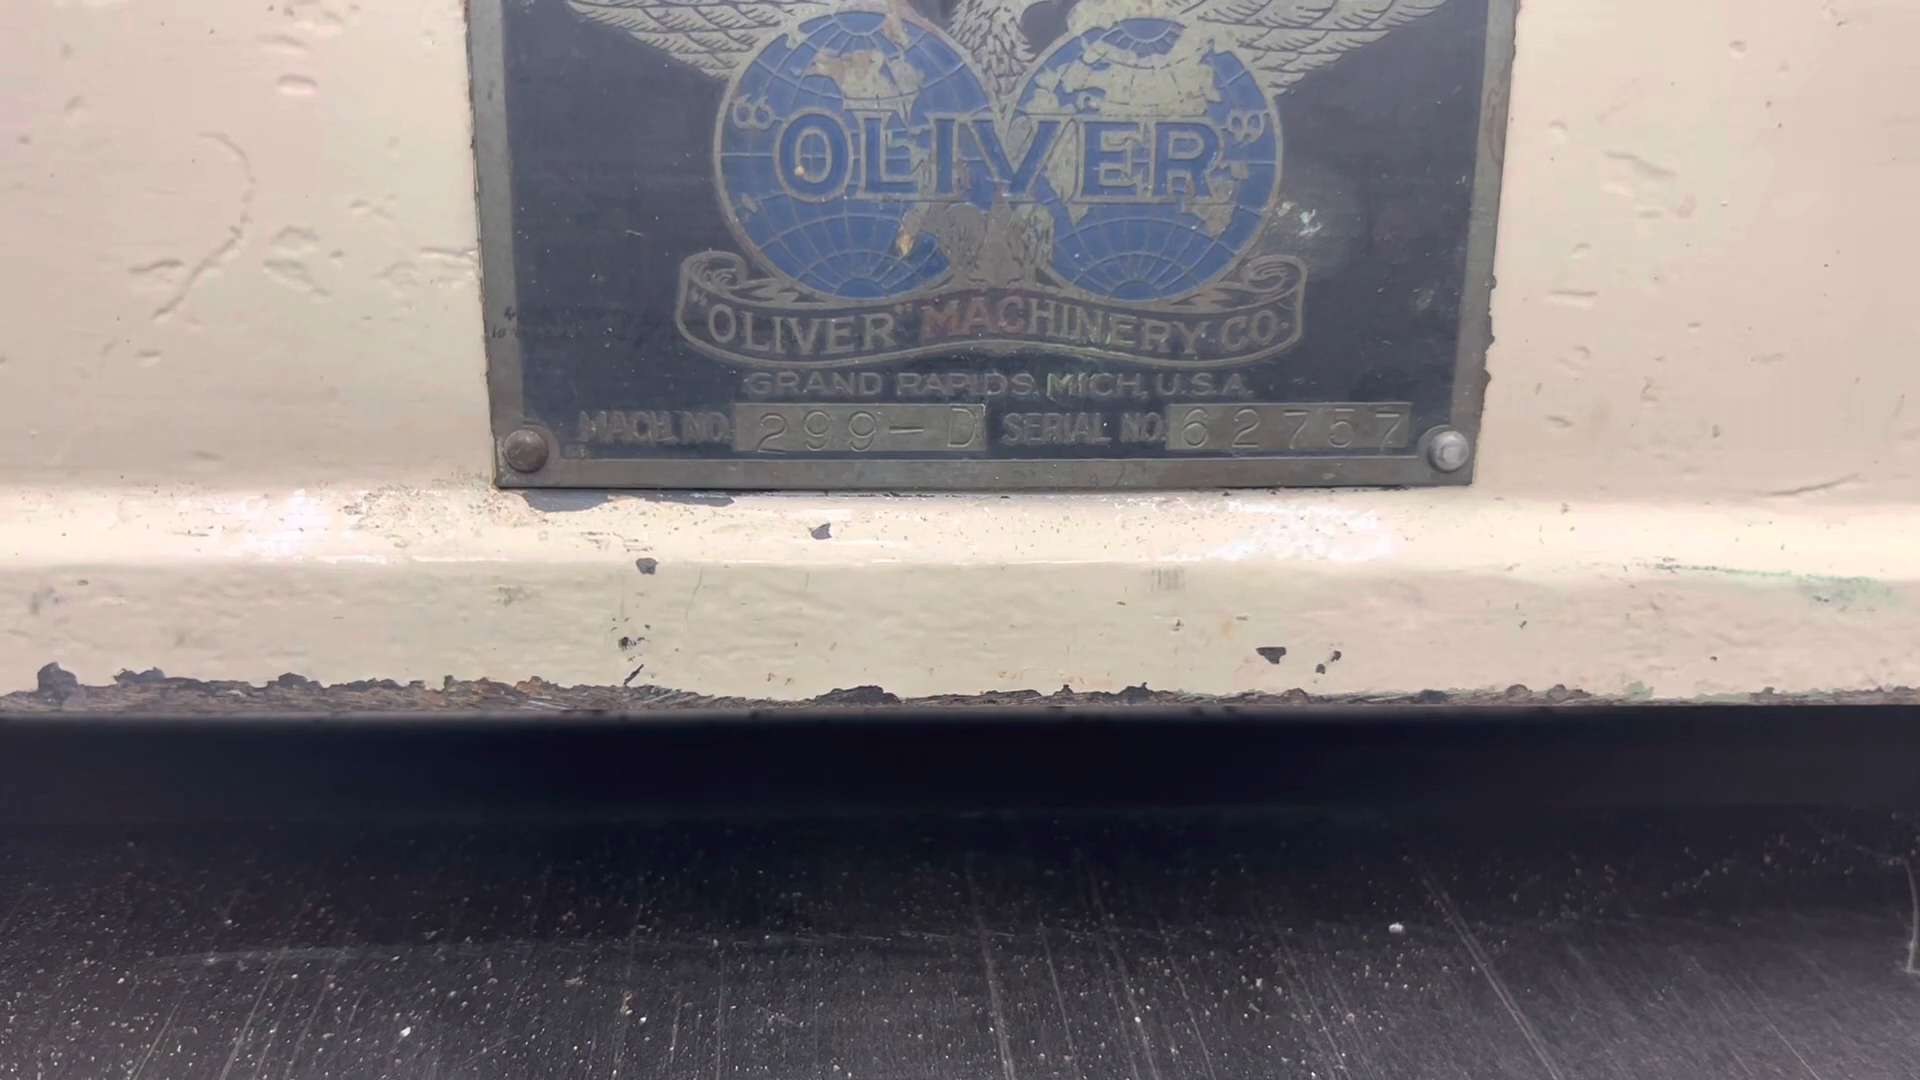 "OLIVER"
"OLIVER" MACHINERY CO.
GRAND RAPIDS, MICH, U.S.A.
MACH. NO. 299-D SERIAL NO. 62757